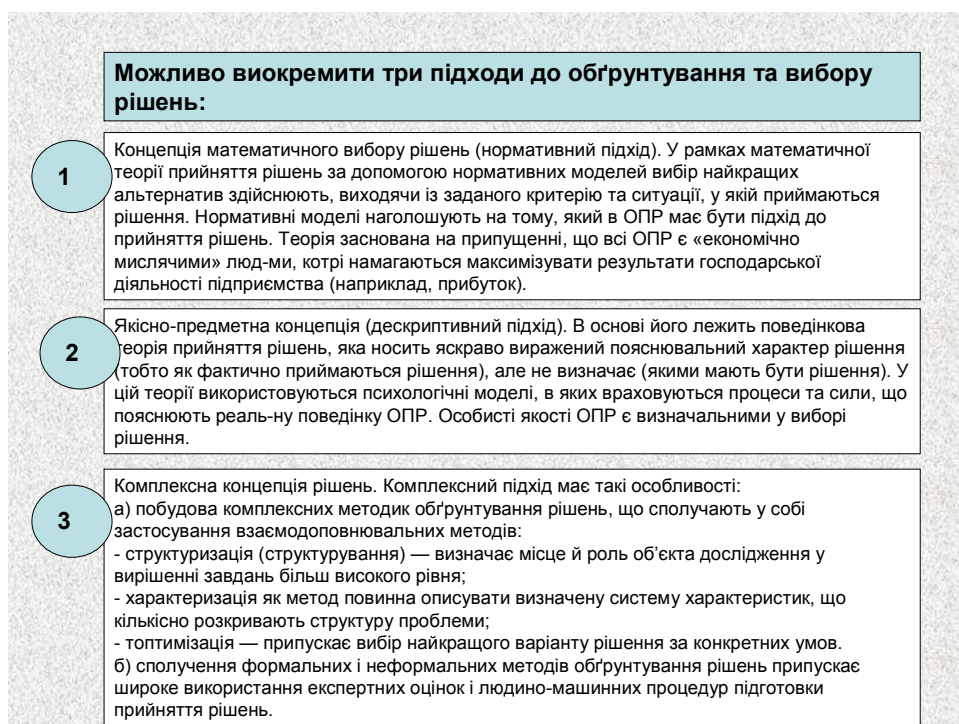 Можливо виокремити три підходи до обґрунтування та вибору
рішень:
1
Концепція математичного вибору рішень (нормативний підхід). У рамках математичної
теорії прийняття рішень за допомогою нормативних моделей вибір найкращих
альтернатив здійснюють, виходячи із заданого критерію та ситуації, у якій приймаються
рішення. Нормативні моделі наголошують на тому, який в ОПР має бути підхід до
прийняття рішень. Теорія заснована на припущенні, що всі ОПР є «економічно
мислячими» люд-ми, котрі намагаються максимізувати результати господарської
діяльності підприємства (наприклад, прибуток).
2
Якісно-предметна концепція (дескриптивний підхід). В основі його лежить поведінкова
теорія прийняття рішень, яка носить яскраво виражений пояснювальний характер рішення
(тобто як фактично приймаються рішення), але не визначає (якими мають бути рішення). У
цій теорії використовуються психологічні моделі, в яких враховуються процеси та сили, що
пояснюють реаль-ну поведінку ОПР. Особисті якості ОПР є визначальними у виборі
рішення.
3
Комплексна концепція рішень. Комплексний підхід має такі особливості:
а) побудова комплексних методик обґрунтування рішень, що сполучають у собі
застосування взаємодоповнювальних методів:
- структуризація (структурування) — визначає місце й роль об’єкта дослідження у
вирішенні завдань більш високого рівня;
- характеризація як метод повинна описувати визначену систему характеристик, що
кількісно розкривають структуру проблеми;
- топтимізація — припускає вибір найкращого варіанту рішення за конкретних умов.
б) сполучення формальних і неформальних методів обґрунтування рішень припускає
широке використання експертних оцінок і людино-машинних процедур підготовки
прийняття рішень.